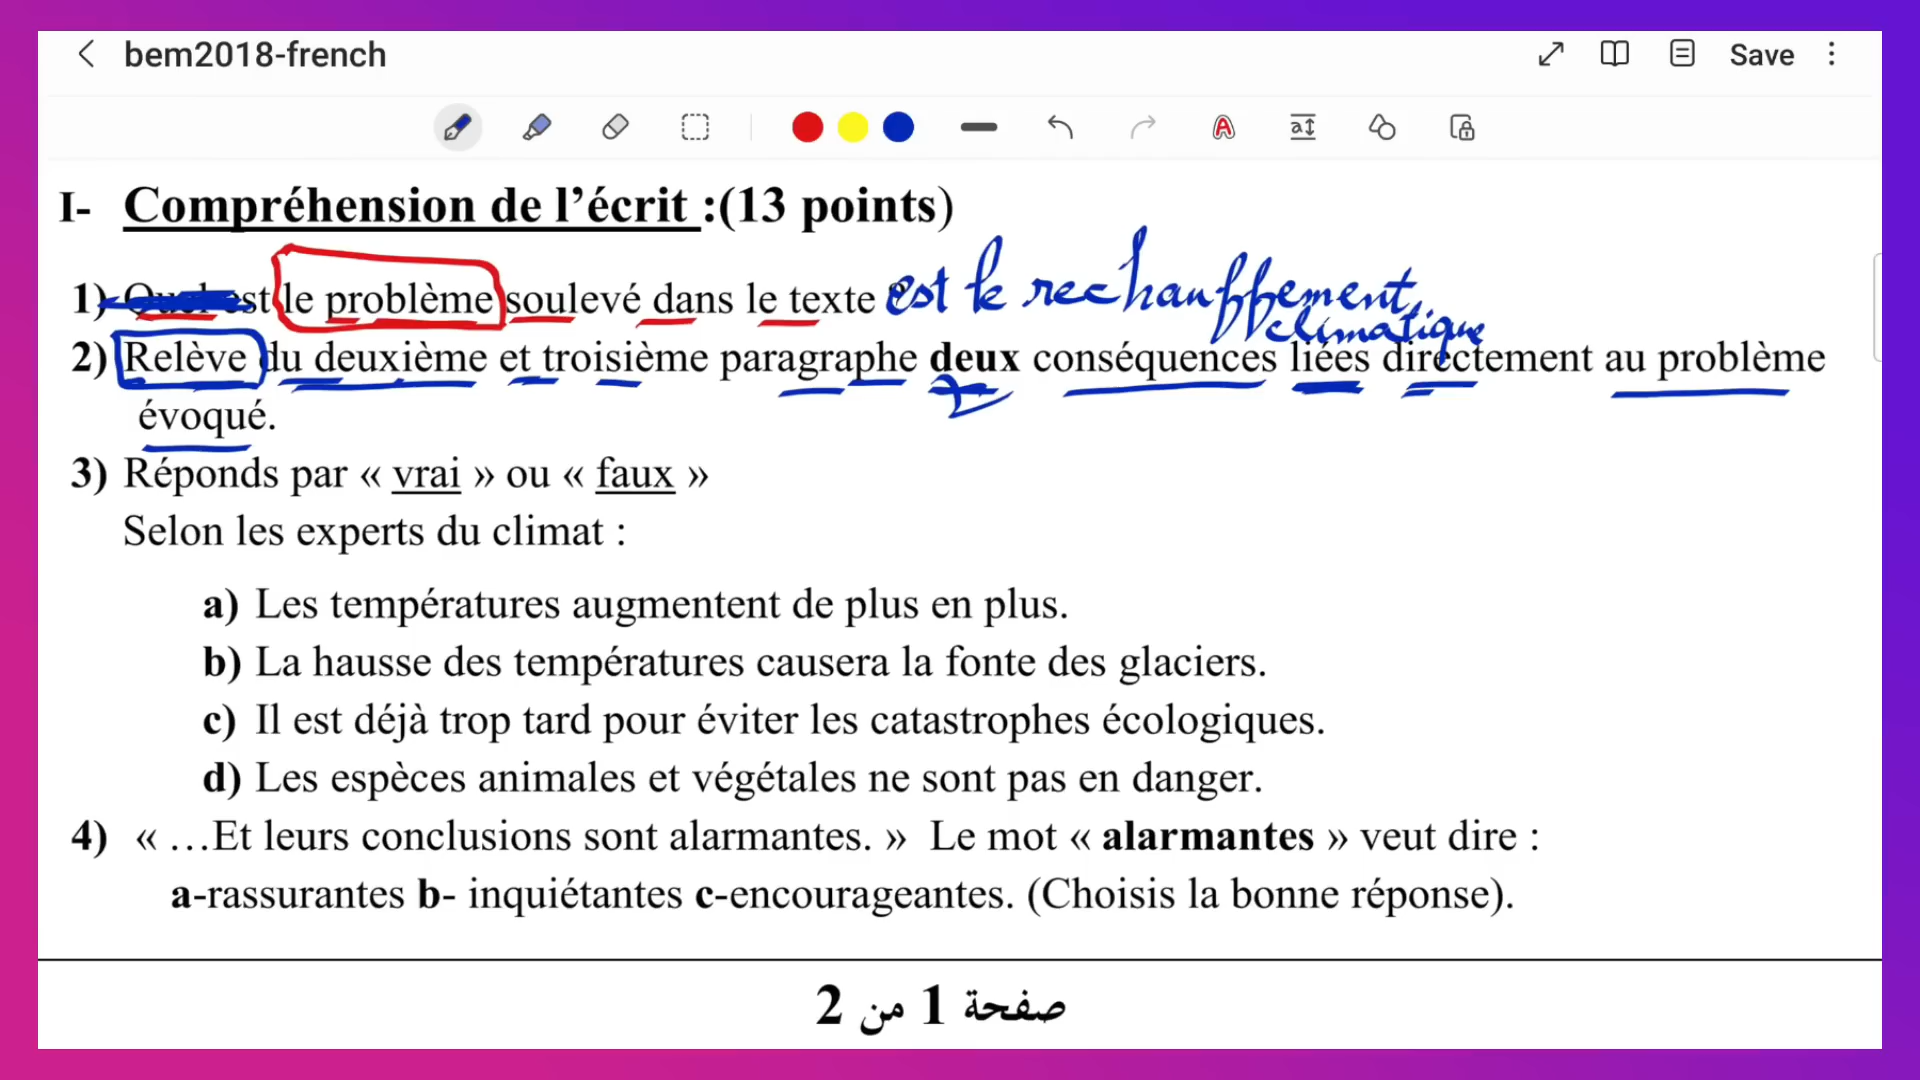 bem2018-french
Save
I- Compréhension de l’écrit :(13 points)
1) Quel est le problème soulevé dans le texte ? est le rechauffement
climatique
2) Relève du deuxième et troisième paragraphe deux conséquences liées directement au problème
évoqué.
3) Réponds par « vrai » ou « faux »
Selon les experts du climat :
a) Les températures augmentent de plus en plus.
b) La hausse des températures causera la fonte des glaciers.
c) Il est déjà trop tard pour éviter les catastrophes écologiques.
d) Les espèces animales et végétales ne sont pas en danger.
4) « …Et leurs conclusions sont alarmantes. » Le mot « alarmantes » veut dire :
a-rassurantes b- inquiétantes c-encourageantes. (Choisis la bonne réponse).
صفحة 1 من 2